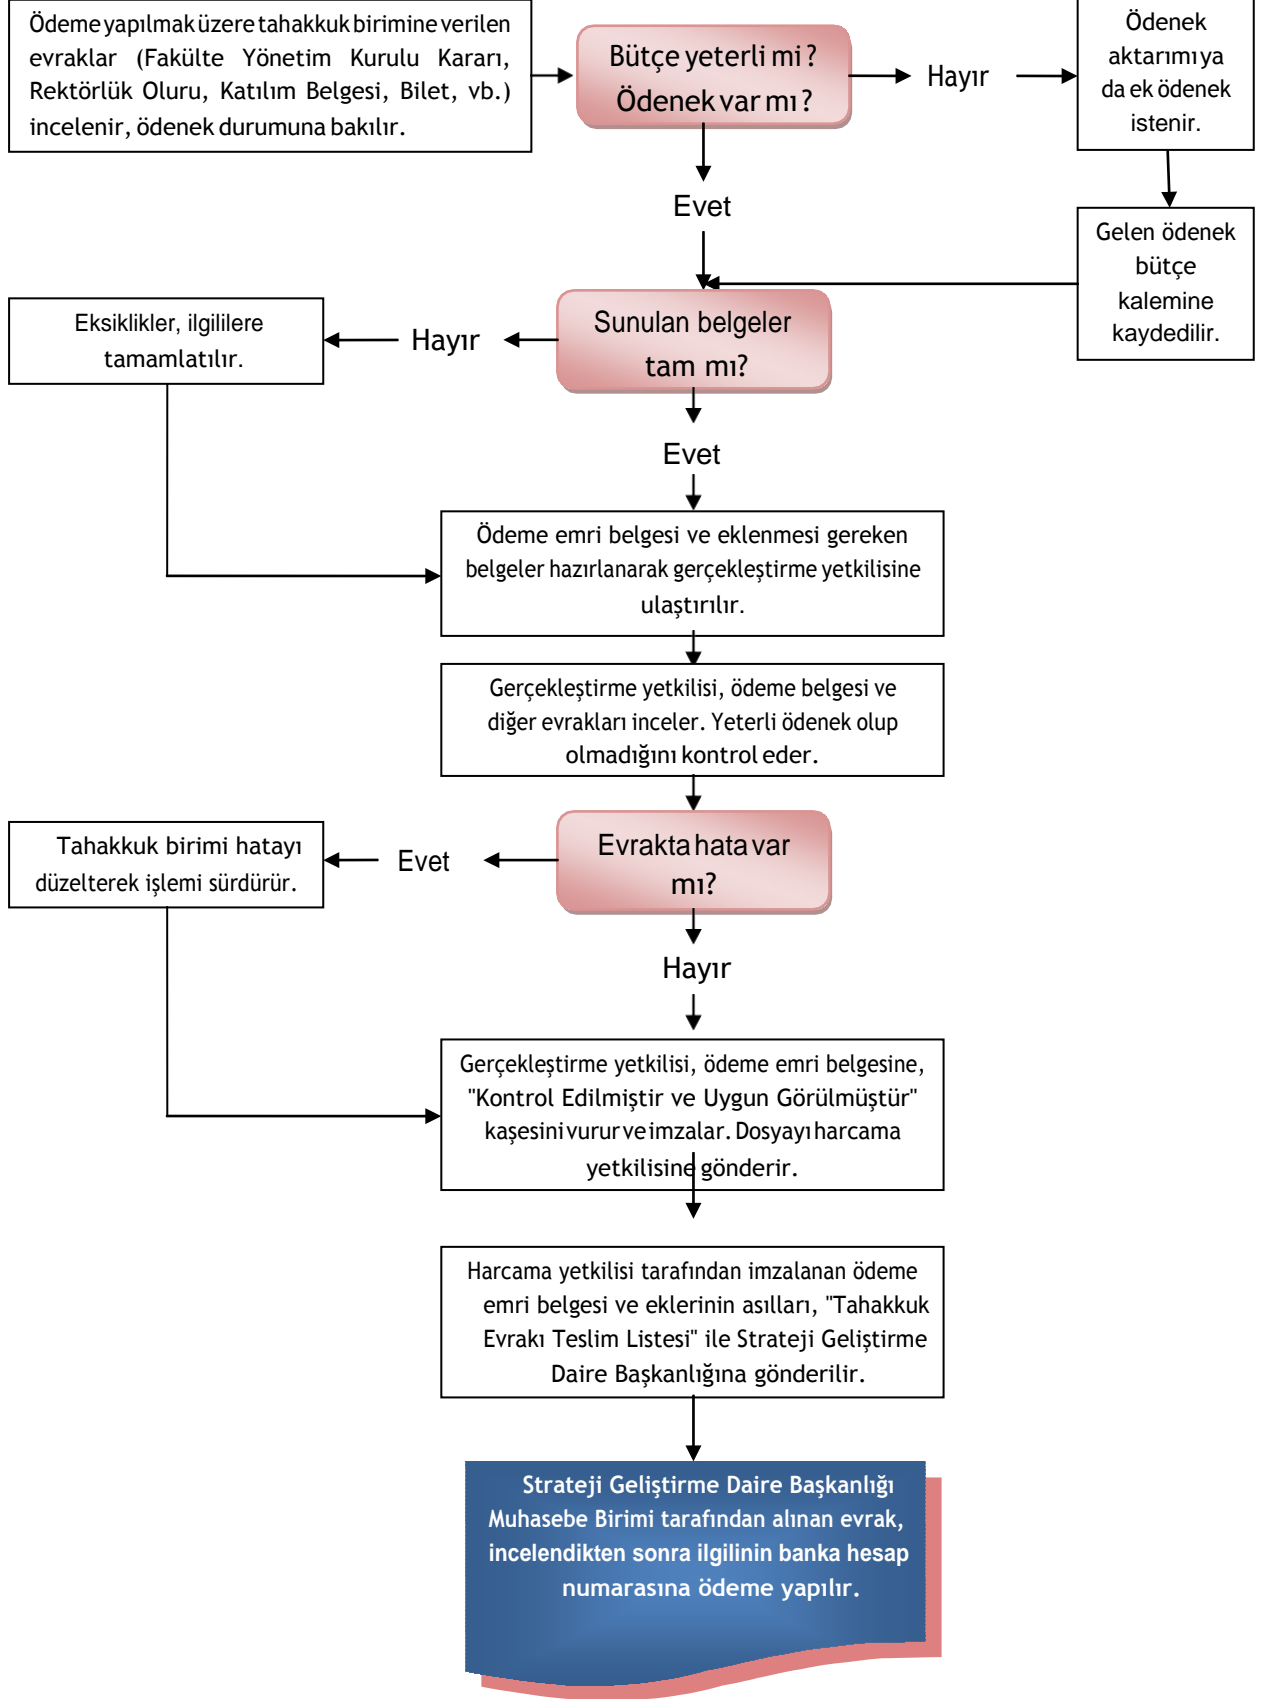 Ödeme yapılmak üzere tahakkuk birimine verilen
evraklar (Fakülte Yönetim Kurulu Kararı,
Rektörlük Oluru, Katılım Belgesi, Bilet, vb.)
incelenir, ödenek durumuna bakılır.
Bütçe yeterli mi?
Ödenek var mı?
Hayır
Ödenek
aktarımı ya
da ek ödenek
istenir.
Evet
Gelen ödenek
bütçe
kalemine
kaydedilir.
Sunulan belgeler
tam mı?
Hayır
Eksiklikler, ilgililere
tamamlatılır.
Evet
Ödeme emri belgesi ve eklenmesi gereken
belgeler hazırlanarak gerçekleştirme yetkilisine
ulaştırılır.
Gerçekleştirme yetkilisi, ödeme belgesi ve
diğer evrakları inceler. Yeterli ödenek olup
olmadığını kontrol eder.
Evrakta hata var
mı?
Evet
Tahakkuk birimi hatayı
düzelterek işlemi sürdürür.
Hayır
Gerçekleştirme yetkilisi, ödeme emri belgesine,
"Kontrol Edilmiştir ve Uygun Görülmüştür"
kaşesini vurur ve imzalar. Dosyayı harcama
yetkilisine gönderir.
Harcama yetkilisi tarafından imzalanan ödeme
emri belgesi ve eklerinin asılları, "Tahakkuk
Evrakı Teslim Listesi" ile Strateji Geliştirme
Daire Başkanlığına gönderilir.
Strateji Geliştirme Daire Başkanlığı
Muhasebe Birimi tarafından alınan evrak,
incelendikten sonra ilgilinin banka hesap
numarasına ödeme yapılır.